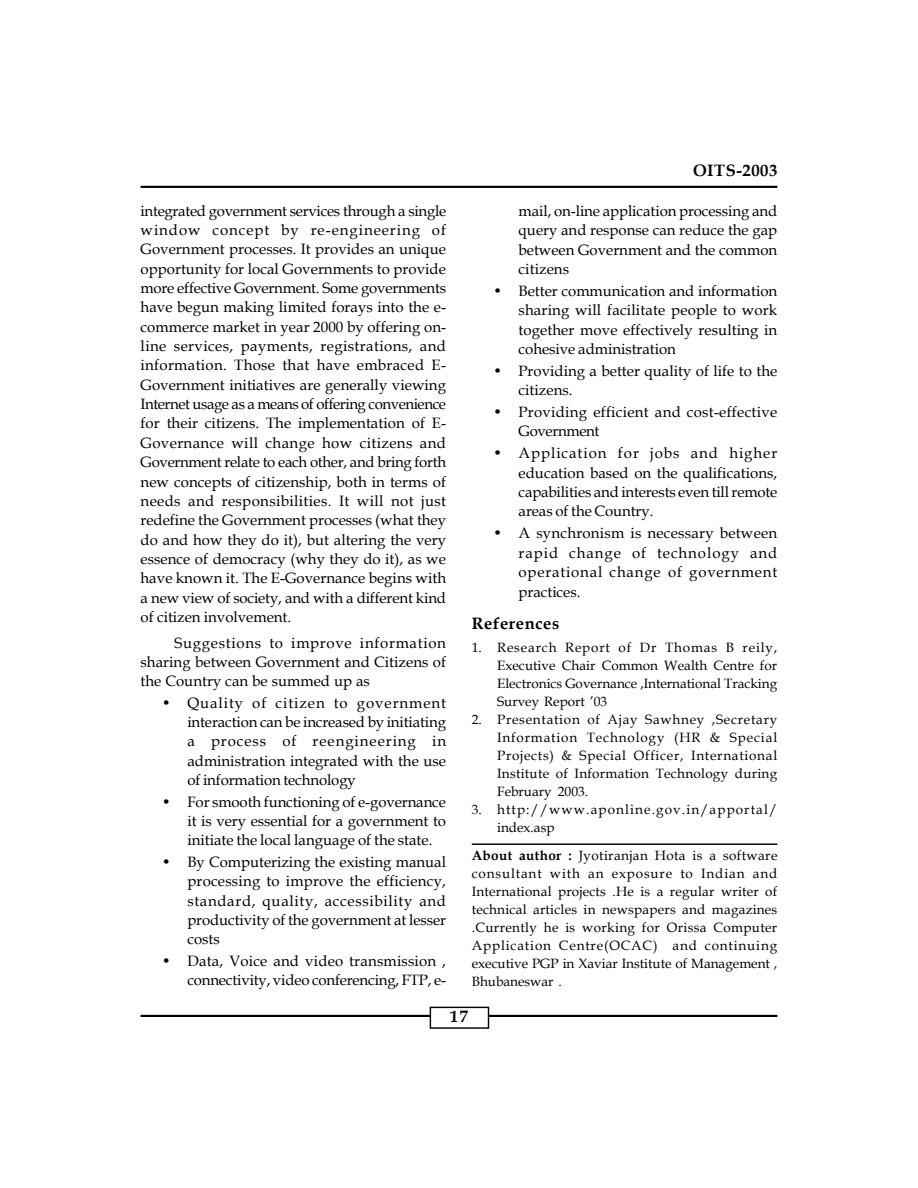 OITS-2003
integrated government services through a single
window concept by re-engineering of
Government processes. It provides an unique
opportunity for local Governments to provide
more effective Government. Some governments
have begun making limited forays into the e-
commerce market in year 2000 by offering on-
line services, payments, registrations, and
information. Those that have embraced E-
Government initiatives are generally viewing
Internet usage as a means of offering convenience
for their citizens. The implementation of E-
Governance will change how citizens and
Government relate to each other, and bring forth
new concepts of citizenship, both in terms of
needs and responsibilities. It will not just
redefine the Government processes (what they
do and how they do it), but altering the very
essence of democracy (why they do it), as we
have known it. The E-Governance begins with
a new view of society, and with a different kind
of citizen involvement.
Suggestions to improve information
sharing between Government and Citizens of
the Country can be summed up as
• Quality of citizen to government
interaction can be increased by initiating
a process of reengineering in
administration integrated with the use
of information technology
• For smooth functioning of e-governance
it is very essential for a government to
initiate the local language of the state.
• By Computerizing the existing manual
processing to improve the efficiency,
standard, quality, accessibility and
productivity of the government at lesser
costs
• Data, Voice and video transmission ,
connectivity, video conferencing, FTP, e-
mail, on-line application processing and
query and response can reduce the gap
between Government and the common
citizens
• Better communication and information
sharing will facilitate people to work
together move effectively resulting in
cohesive administration
• Providing a better quality of life to the
citizens.
• Providing efficient and cost-effective
Government
• Application for jobs and higher
education based on the qualifications,
capabilities and interests even till remote
areas of the Country.
• A synchronism is necessary between
rapid change of technology and
operational change of government
practices.
References
1. Research Report of Dr Thomas B reily,
Executive Chair Common Wealth Centre for
Electronics Governance ,International Tracking
Survey Report ’03
2. Presentation of Ajay Sawhney ,Secretary
Information Technology (HR & Special
Projects) & Special Officer, International
Institute of Information Technology during
February 2003.
3. http://www.aponline.gov.in/apportal/
index.asp
About author : Jyotiranjan Hota is a software
consultant with an exposure to Indian and
International projects .He is a regular writer of
technical articles in newspapers and magazines
.Currently he is working for Orissa Computer
Application Centre(OCAC) and continuing
executive PGP in Xaviar Institute of Management ,
Bhubaneswar .
17